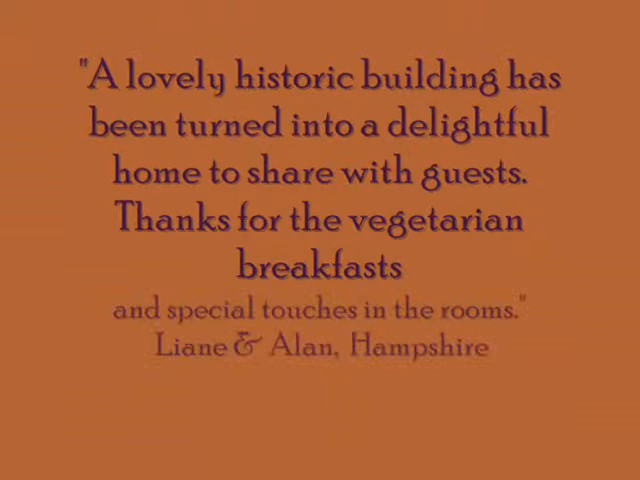 "A lovely historic building has
been turned into a delightful
home to share with guests.
Thanks for the vegetarian
breakfasts
and special touches in the rooms."
Liane & Alan, Hampshire